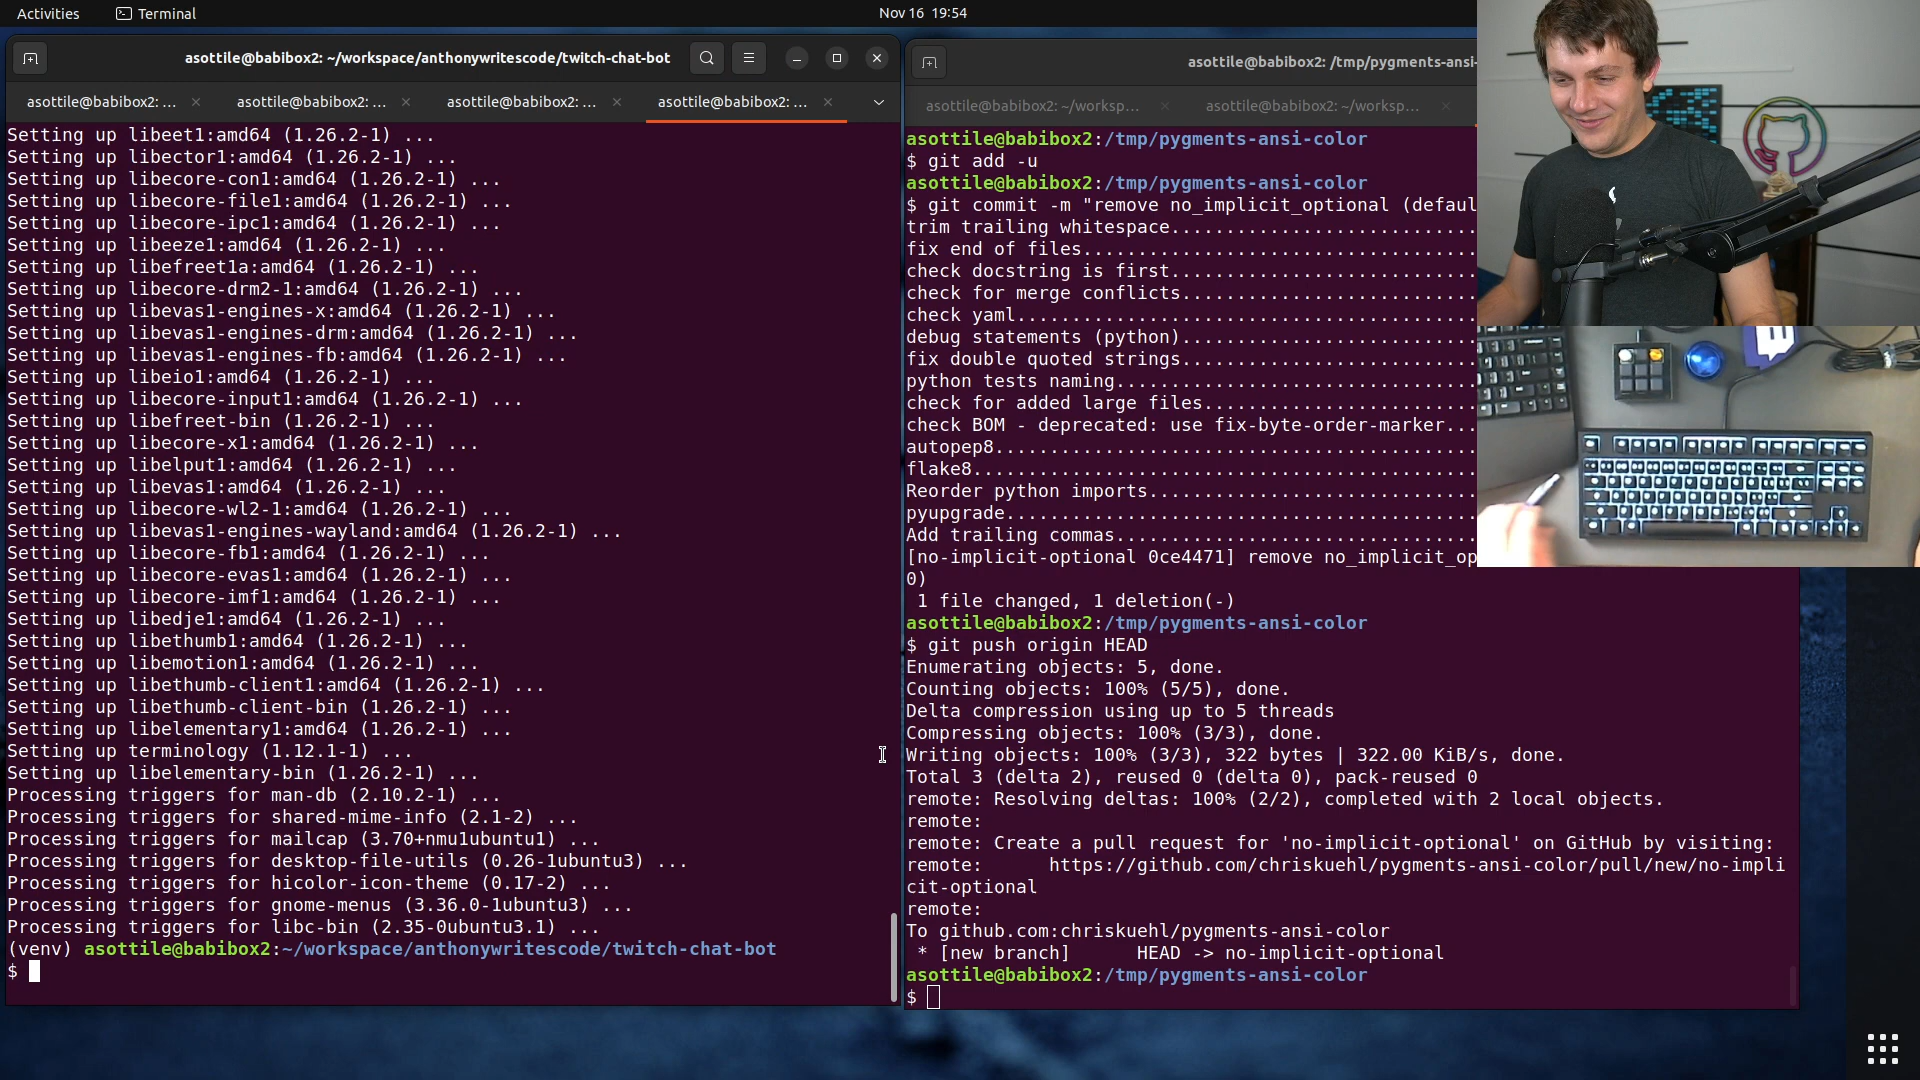 Activities
Terminal
Nov 16 19:54
asottile@babibox2: ~/workspace/anthonywritescode/twitch-chat-bot
asottile@babibox2: ...
asottile@babibox2: ...
asottile@babibox2: ...
asottile@babibox2: ...
Setting up libeet1:amd64 (1.26.2-1) ...
Setting up libector1:amd64 (1.26.2-1) ...
Setting up libecore-con1:amd64 (1.26.2-1) ...
Setting up libecore-file1:amd64 (1.26.2-1) ...
Setting up libecore-ipc1:amd64 (1.26.2-1) ...
Setting up libeeze1:amd64 (1.26.2-1) ...
Setting up libefreet1a:amd64 (1.26.2-1) ...
Setting up libecore-drm2-1:amd64 (1.26.2-1) ...
Setting up libevas1-engines-x:amd64 (1.26.2-1) ...
Setting up libevas1-engines-drm:amd64 (1.26.2-1) ...
Setting up libevas1-engines-fb:amd64 (1.26.2-1) ...
Setting up libeio1:amd64 (1.26.2-1) ...
Setting up libecore-input1:amd64 (1.26.2-1) ...
Setting up libefreet-bin (1.26.2-1) ...
Setting up libecore-x1:amd64 (1.26.2-1) ...
Setting up libelput1:amd64 (1.26.2-1) ...
Setting up libevas1:amd64 (1.26.2-1) ...
Setting up libecore-wl2-1:amd64 (1.26.2-1) ...
Setting up libevas1-engines-wayland:amd64 (1.26.2-1) ...
Setting up libecore-fb1:amd64 (1.26.2-1) ...
Setting up libecore-evas1:amd64 (1.26.2-1) ...
Setting up libecore-imf1:amd64 (1.26.2-1) ...
Setting up libedje1:amd64 (1.26.2-1) ...
Setting up libethumb1:amd64 (1.26.2-1) ...
Setting up libemotion1:amd64 (1.26.2-1) ...
Setting up libethumb-client1:amd64 (1.26.2-1) ...
Setting up libethumb-client-bin (1.26.2-1) ...
Setting up libelementary1:amd64 (1.26.2-1) ...
Setting up terminology (1.12.1-1) ...
Setting up libelementary-bin (1.26.2-1) ...
Processing triggers for man-db (2.10.2-1) ...
Processing triggers for shared-mime-info (2.1-2) ...
Processing triggers for mailcap (3.70+nmu1ubuntu1) ...
Processing triggers for desktop-file-utils (0.26-1ubuntu3) ...
Processing triggers for hicolor-icon-theme (0.17-2) ...
Processing triggers for gnome-menus (3.36.0-1ubuntu3) ...
Processing triggers for libc-bin (2.35-0ubuntu3.1) ...
(venv) asottile@babibox2:~/workspace/anthonywritescode/twitch-chat-bot
$
asottile@babibox2: /tmp/pygments-ansi-
asottile@babibox2: ~/worksp...
asottile@babibox2: ~/worksp...
asottile@babibox2:/tmp/pygments-ansi-color
$ git add -u
asottile@babibox2:/tmp/pygments-ansi-color
$ git commit -m "remove no_implicit_optional (defaul
trim trailing whitespace............................
fix end of files....................................
check docstring is first............................
check for merge conflicts...........................
check yaml..........................................
debug statements (python)...........................
fix double quoted strings...........................
python tests naming.................................
check for added large files.........................
check BOM - deprecated: use fix-byte-order-marker...
autopep8............................................
flake8..............................................
Reorder python imports..............................
pyupgrade...........................................
Add trailing commas.................................
[no-implicit-optional 0ce4471] remove no_implicit_op
0)
1 file changed, 1 deletion(-)
asottile@babibox2:/tmp/pygments-ansi-color
$ git push origin HEAD
Enumerating objects: 5, done.
Counting objects: 100% (5/5), done.
Delta compression using up to 5 threads
Compressing objects: 100% (3/3), done.
Writing objects: 100% (3/3), 322 bytes | 322.00 KiB/s, done.
Total 3 (delta 2), reused 0 (delta 0), pack-reused 0
remote: Resolving deltas: 100% (2/2), completed with 2 local objects.
remote:
remote: Create a pull request for 'no-implicit-optional' on GitHub by visiting:
remote:      https://github.com/chriskuehl/pygments-ansi-color/pull/new/no-impli
cit-optional
remote:
To github.com:chriskuehl/pygments-ansi-color
* [new branch]      HEAD -> no-implicit-optional
asottile@babibox2:/tmp/pygments-ansi-color
$